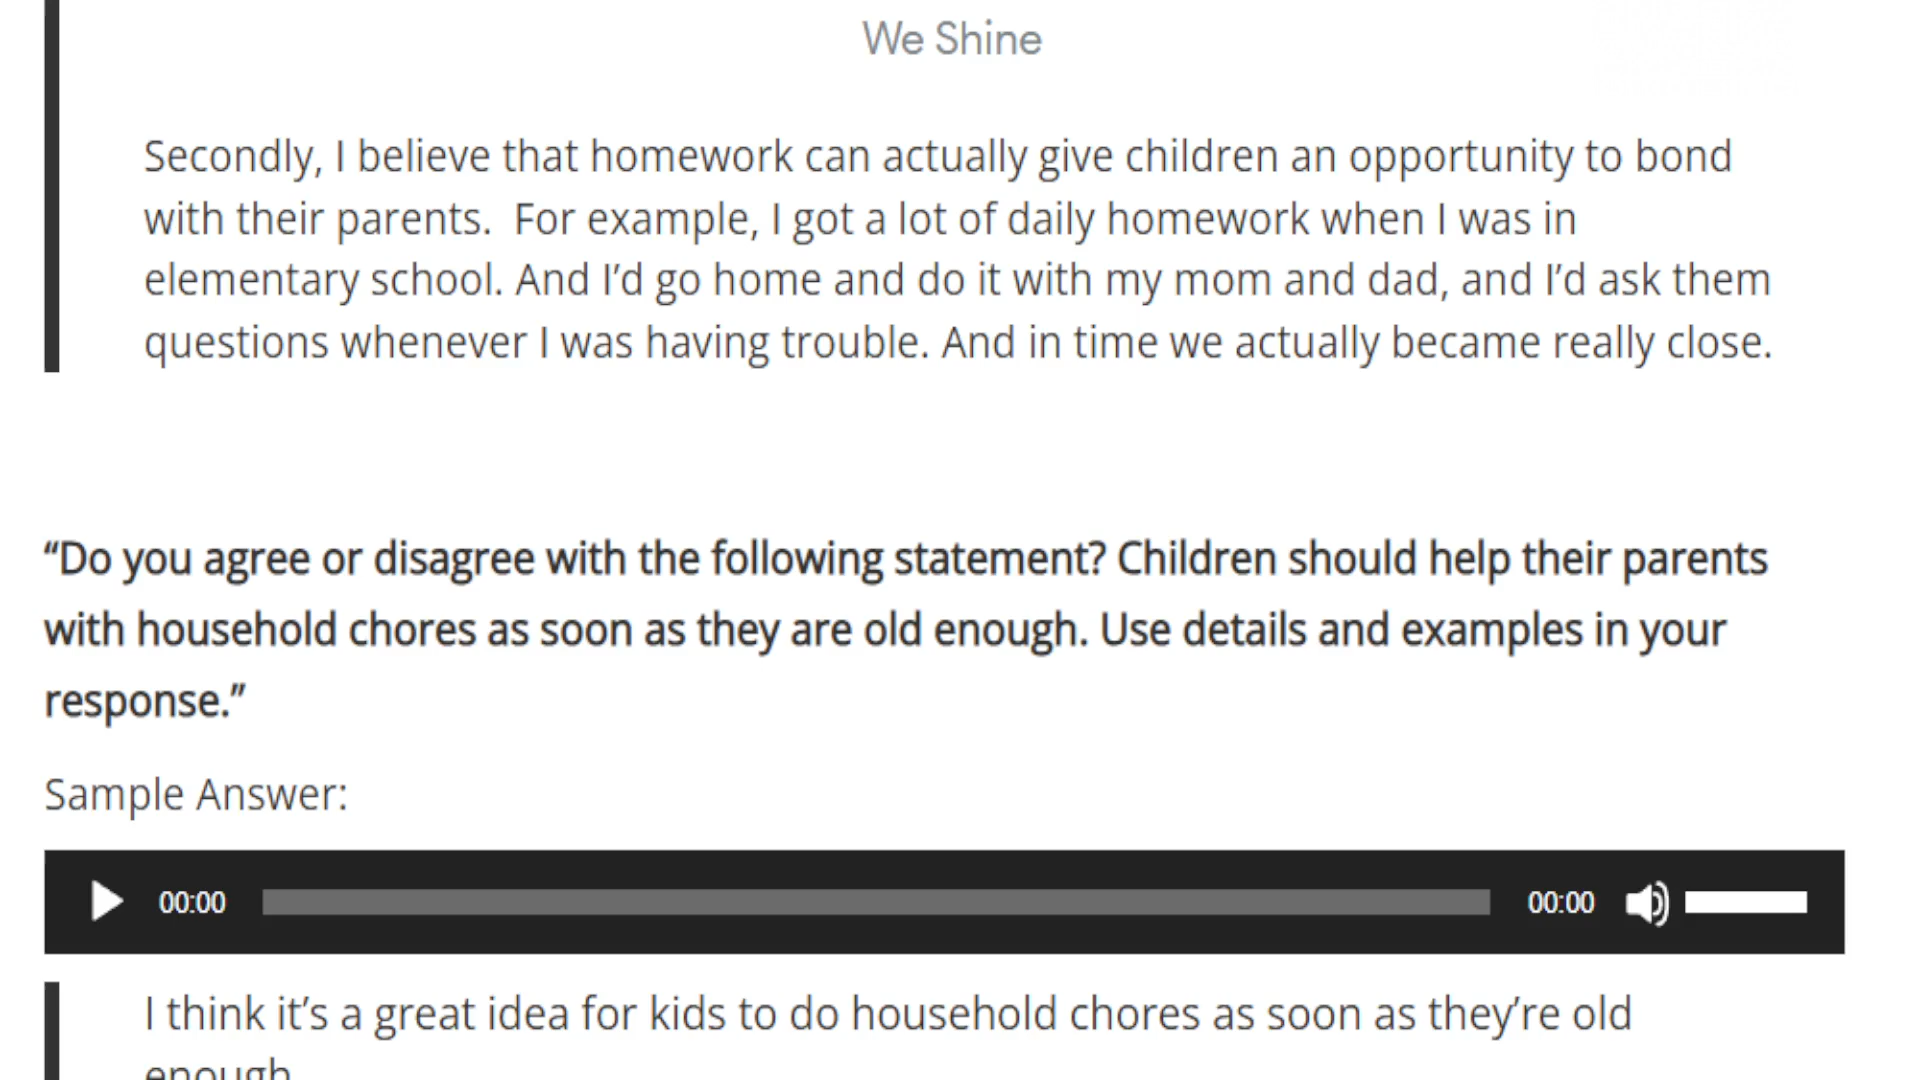 We Shine
Secondly, I believe that homework can actually give children an opportunity to bond
with their parents.  For example, I got a lot of daily homework when I was in
elementary school. And I’d go home and do it with my mom and dad, and I’d ask them
questions whenever I was having trouble. And in time we actually became really close.
“Do you agree or disagree with the following statement? Children should help their parents
with household chores as soon as they are old enough. Use details and examples in your
response.”
Sample Answer:
00:00 00:00
I think it’s a great idea for kids to do household chores as soon as they’re old
enough